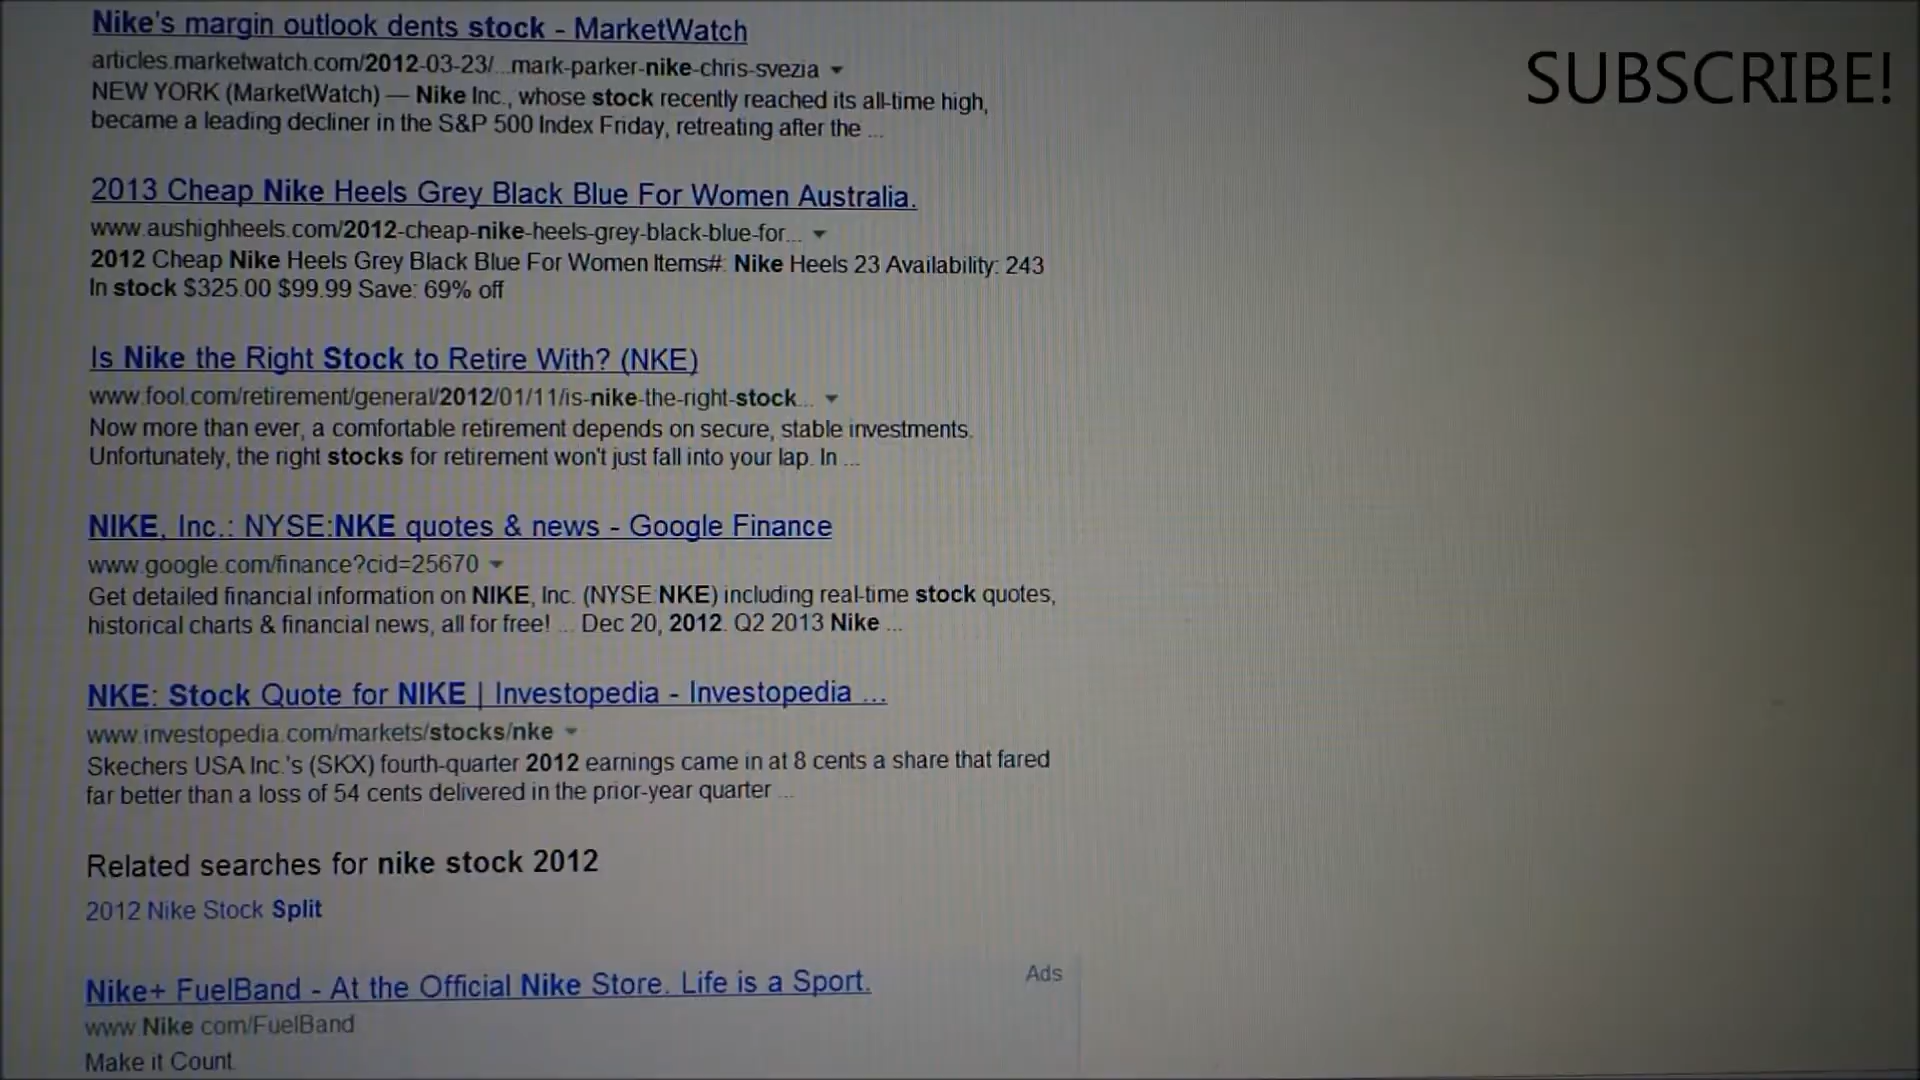 Nike's margin outlook dents stock - MarketWatch
SUBSCRIBE!
articles.marketwatch.com/2012-03-23/...mark-parker-nike-chris-svezia
NEW YORK (MarketWatch) — Nike Inc., whose stock recently reached its all-time high,
became a leading decliner in the S&P 500 Index Friday, retreating after the ...
2013 Cheap Nike Heels Grey Black Blue For Women Australia.
www.aushighheels.com/2012-cheap-nike-heels-grey-black-blue-for...
2012 Cheap Nike Heels Grey Black Blue For Women Items#: Nike Heels 23 Availability: 243
In stock $325.00 $99.99 Save: 69% off
Is Nike the Right Stock to Retire With? (NKE)
www.fool.com/retirement/general/2012/01/11/is-nike-the-right-stock...
Now more than ever, a comfortable retirement depends on secure, stable investments.
Unfortunately, the right stocks for retirement won't just fall into your lap. In ...
NIKE, Inc.: NYSE:NKE quotes & news - Google Finance
www.google.com/finance?cid=25670
Get detailed financial information on NIKE, Inc. (NYSE:NKE) including real-time stock quotes,
historical charts & financial news, all for free! ... Dec 20, 2012. Q2 2013 Nike ...
NKE: Stock Quote for NIKE | Investopedia - Investopedia ...
www.investopedia.com/markets/stocks/nke
Skechers USA Inc.'s (SKX) fourth-quarter 2012 earnings came in at 8 cents a share that fared
far better than a loss of 54 cents delivered in the prior-year quarter ...
Related searches for nike stock 2012
2012 Nike Stock Split
Nike+ FuelBand - At the Official Nike Store. Life is a Sport.
Ads
www.Nike.com/FuelBand
Make it Count.